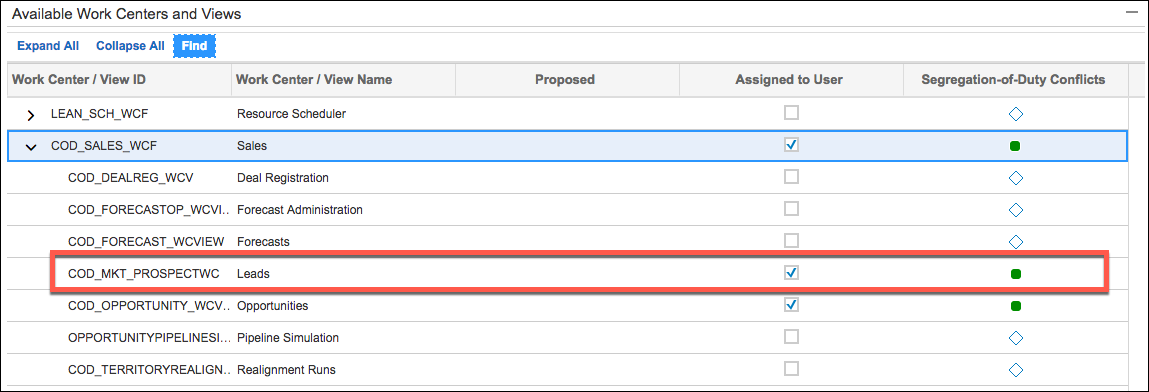 Available Work Centers and Views
Expand All Collapse All Find
Work Center / View ID Work Center / View Name Proposed Assigned to User Segregation-of-Duty Conflicts
LEAN_SCH_WCF Resource Scheduler
COD_SALES_WCF Sales
COD_DEALREG_WCV Deal Registration
COD_FORECASTOP_WCVI... Forecast Administration
COD_FORECAST_WCVIEW Forecasts
COD_MKT_PROSPECTWC Leads
COD_OPPORTUNITY_WCV... Opportunities
OPPORTUNITYPIPELINESI... Pipeline Simulation
COD_TERRITORYREALIGN... Realignment Runs